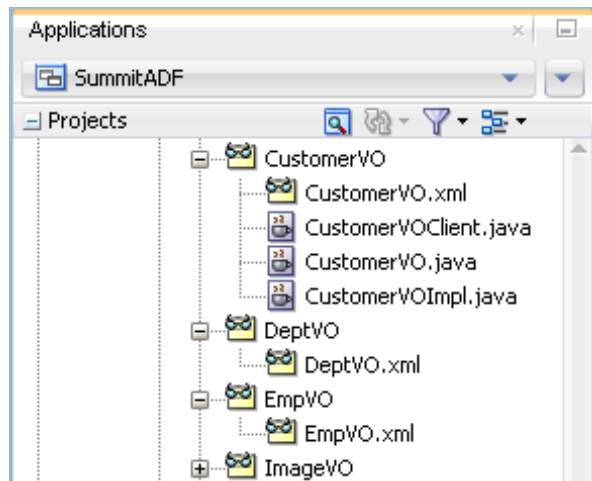 Applications
SummitADF
Projects
CustomerVO
CustomerVO.xml
CustomerVOClient.java
CustomerVO.java
CustomerVOImpl.java
DeptVO
DeptVO.xml
EmpVO
EmpVO.xml
ImageVO